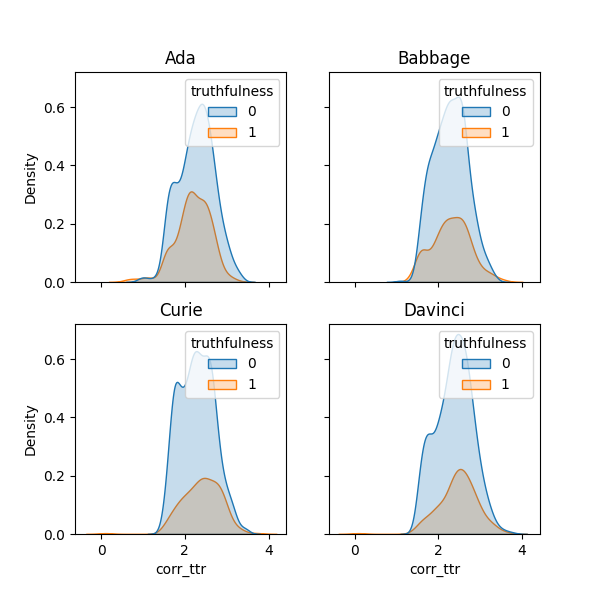 Ada
Babbage
truthfulness
0
1
truthfulness
0
1
Density
0.6
0.4
0.2
0.0
Curie
Davinci
truthfulness
0
1
truthfulness
0
1
Density
0.6
0.4
0.2
0.0
0
2
4
0
2
4
corr_ttr
corr_ttr